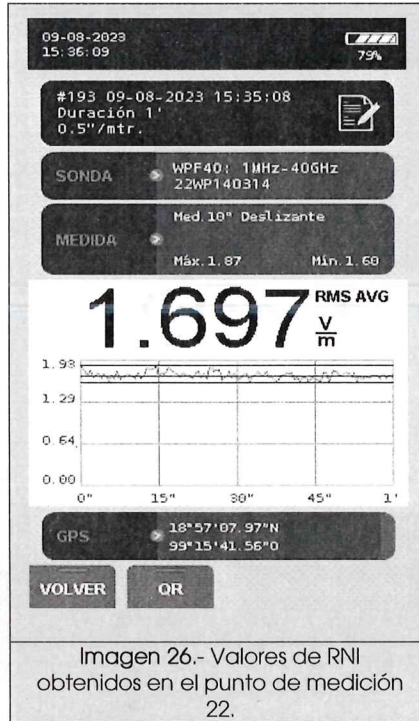 09-08-2023
15:36:09
79%
#193 09-08-2023 15:35:08
Duración 1'
0.5"/mtr.
SONDA
WPF40: 1MHz-40GHz
22WP140314
MEDIDA
Med.10" Deslizante
Máx.1.87 Mín.1.60
1.697 RMS AVG
V/m
1.93
1.29
0.64
0.00
0" 15" 30" 45" 1'
GPS
18°57'07.97"N
99°15'41.56"O
VOLVER QR
Imagen 26.- Valores de RNI
obtenidos en el punto de medición
22.